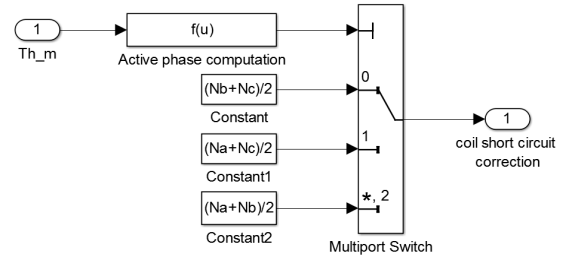 1
Th_m
f(u)
Active phase computation
(Nb+Nc)/2
Constant
0
(Na+Nc)/2
Constant1
1
(Na+Nb)/2
Constant2
*, 2
Multiport Switch
1
coil short circuit
correction